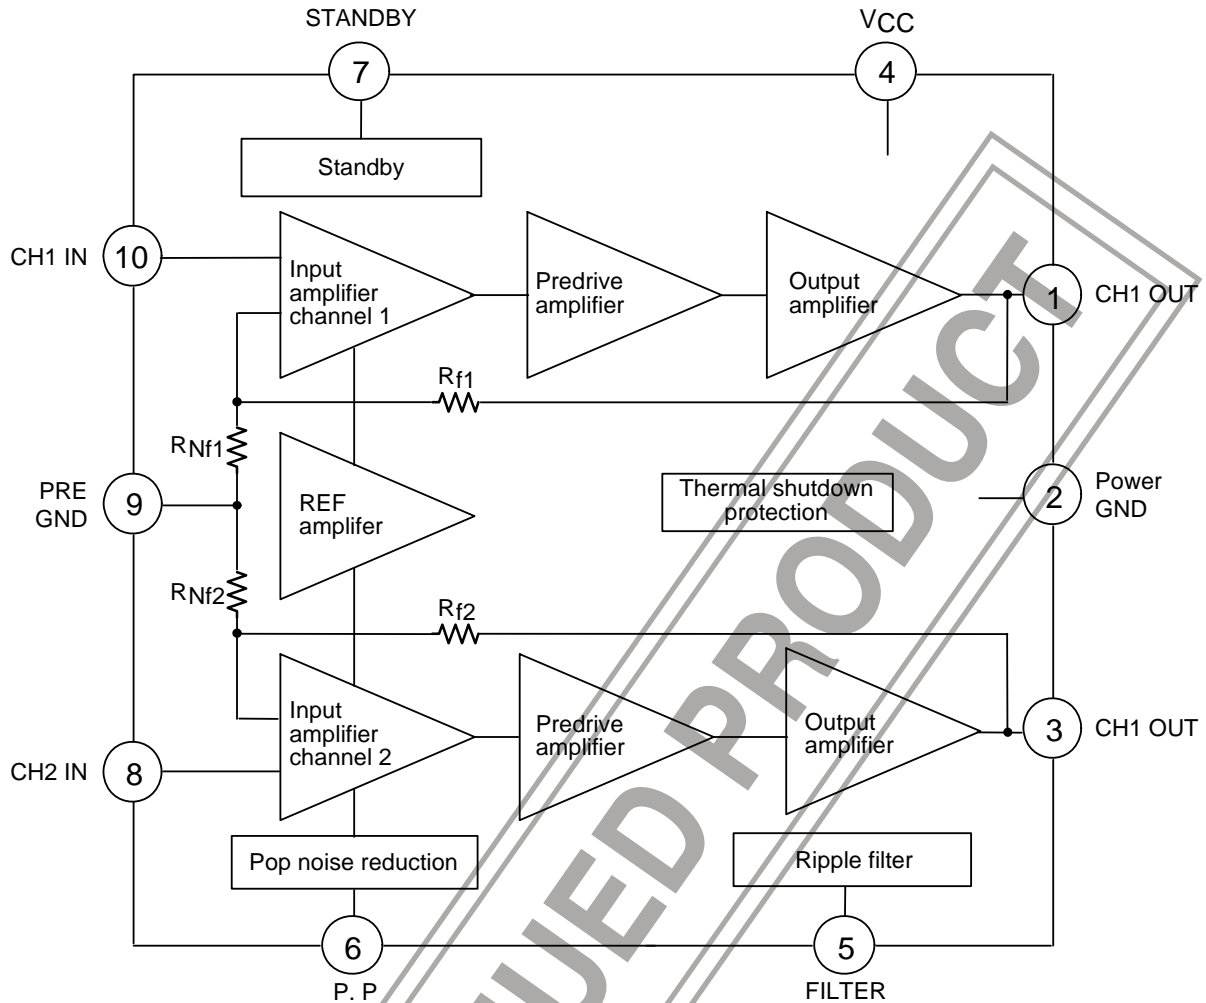 STANDBY
VCC
7
4
Standby
CH1 IN
10
Input
amplifier
channel 1
Predrive
amplifier
Output
amplifier
1
CH1 OUT
Rf1
RNf1
PRE
GND
9
REF
amplifer
Thermal shutdown
protection
2
Power
GND
RNf2
Rf2
Input
amplifier
channel 2
Predrive
amplifier
Output
amplifier
3
CH1 OUT
CH2 IN
8
Pop noise reduction
Ripple filter
6
5
P. P
FILTER
UED PRODUCT